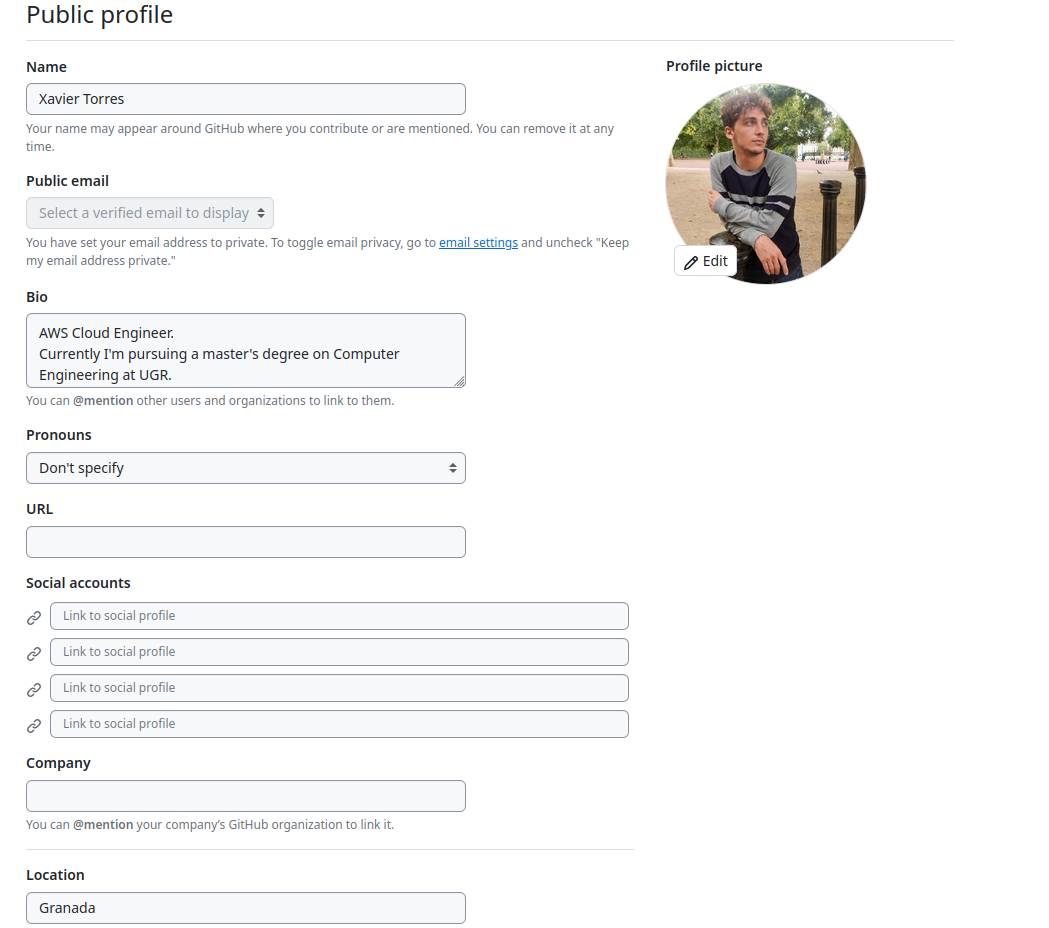 Public profile
Name
Profile picture
Xavier Torres
Your name may appear around GitHub where you contribute or are mentioned. You can remove it at any
time.
Public email
Select a verified email to display
Edit
You have set your email address to private. To toggle email privacy, go to email settings and uncheck "Keep
my email address private."
Bio
AWS Cloud Engineer.
Currently I'm pursuing a master's degree on Computer
Engineering at UGR.
You can @mention other users and organizations to link to them.
Pronouns
Don't specify
URL
Social accounts
Link to social profile
Link to social profile
Link to social profile
Link to social profile
Company
You can @mention your company's GitHub organization to link it.
Location
Granada